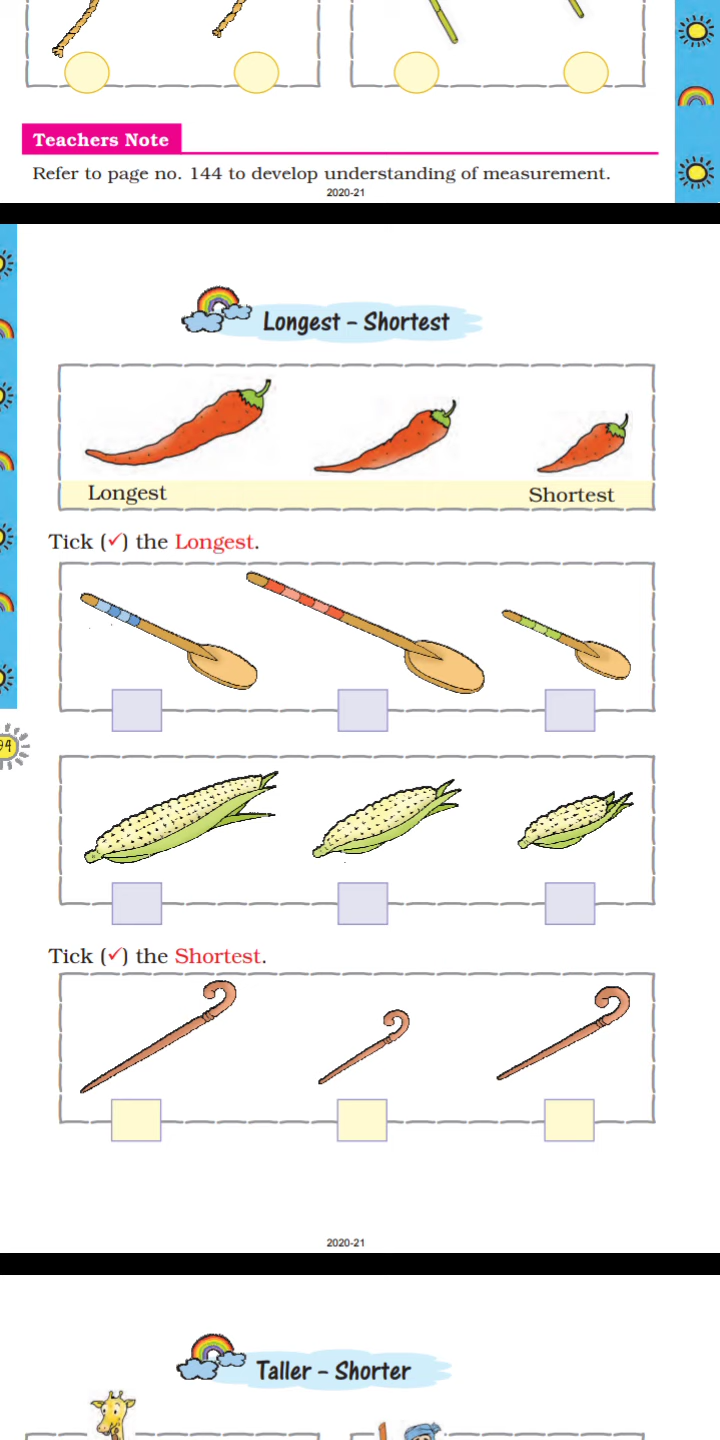 Teachers Note
Refer to page no. 144 to develop understanding of measurement.
2020-21
Longest – Shortest
Longest
Shortest
Tick (✓) the Longest.
94
Tick (✓) the Shortest.
2020-21
Taller – Shorter